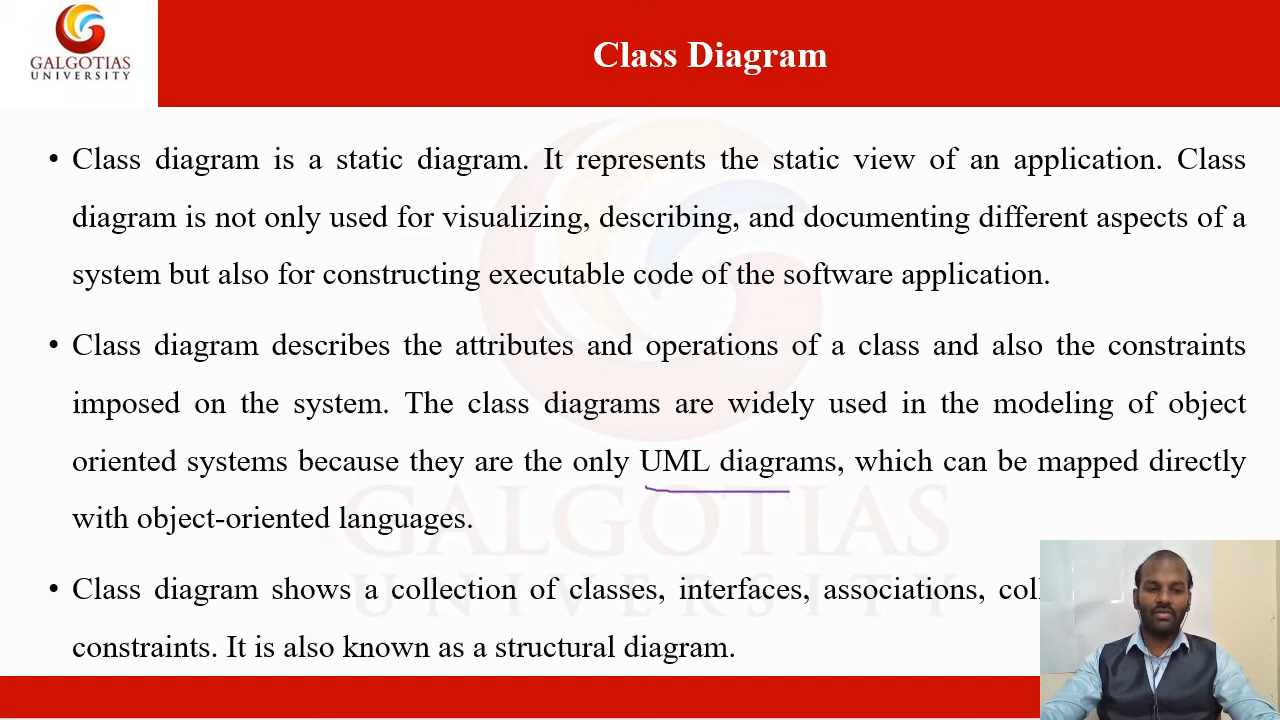 GALGOTIAS
UNIVERSITY
Class Diagram
• Class diagram is a static diagram. It represents the static view of an application. Class
diagram is not only used for visualizing, describing, and documenting different aspects of a
system but also for constructing executable code of the software application.
• Class diagram describes the attributes and operations of a class and also the constraints
imposed on the system. The class diagrams are widely used in the modeling of object
oriented systems because they are the only UML diagrams, which can be mapped directly
with object-oriented languages.
GALGOTIAS
• Class diagram shows a collection of classes, interfaces, associations,
UNIVERSITY
constraints. It is also known as a structural diagram.